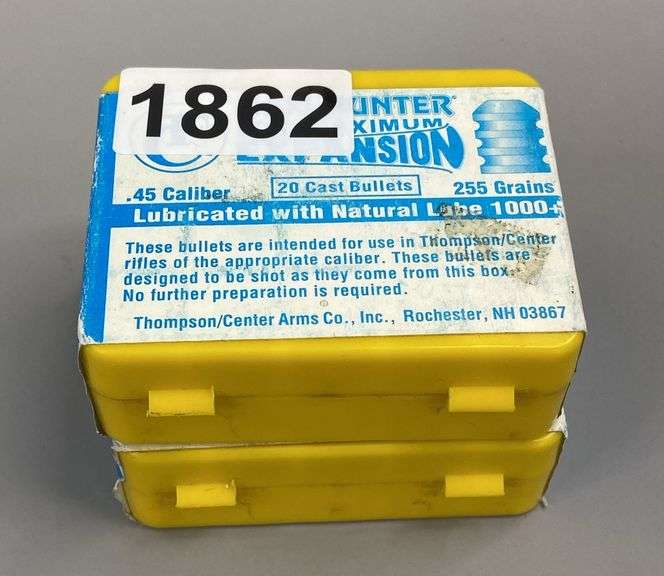 1862
UNTER®
XIMUM
EXPANSION
.45 Caliber 20 Cast Bullets 255 Grains
Lubricated with Natural Lube 1000+
These bullets are intended for use in Thompson/Center
rifles of the appropriate caliber. These bullets are
designed to be shot as they come from this box.
No further preparation is required.
Thompson/Center Arms Co., Inc., Rochester, NH 03867